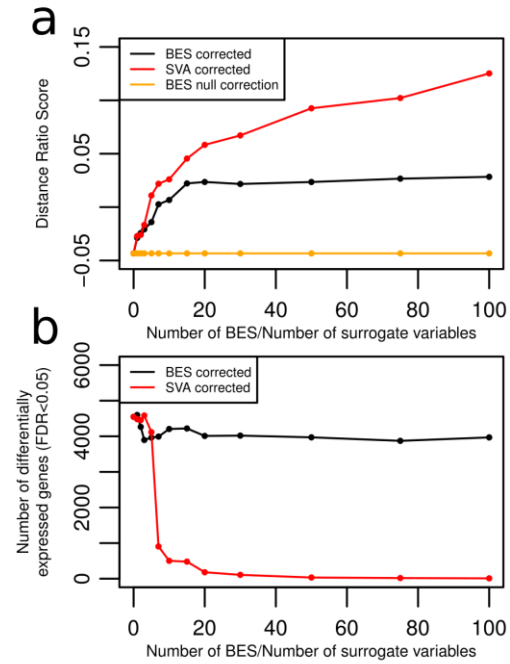 a
BES corrected
SVA corrected
BES null correction
Distance Ratio Score
0.15
0.05
−0.05
0 20 40 60 80 100
Number of BES/Number of surrogate variables
b
BES corrected
SVA corrected
Number of differentially
expressed genes (FDR<0.05)
6000
4000
2000
0
0 20 40 60 80 100
Number of BES/Number of surrogate variables